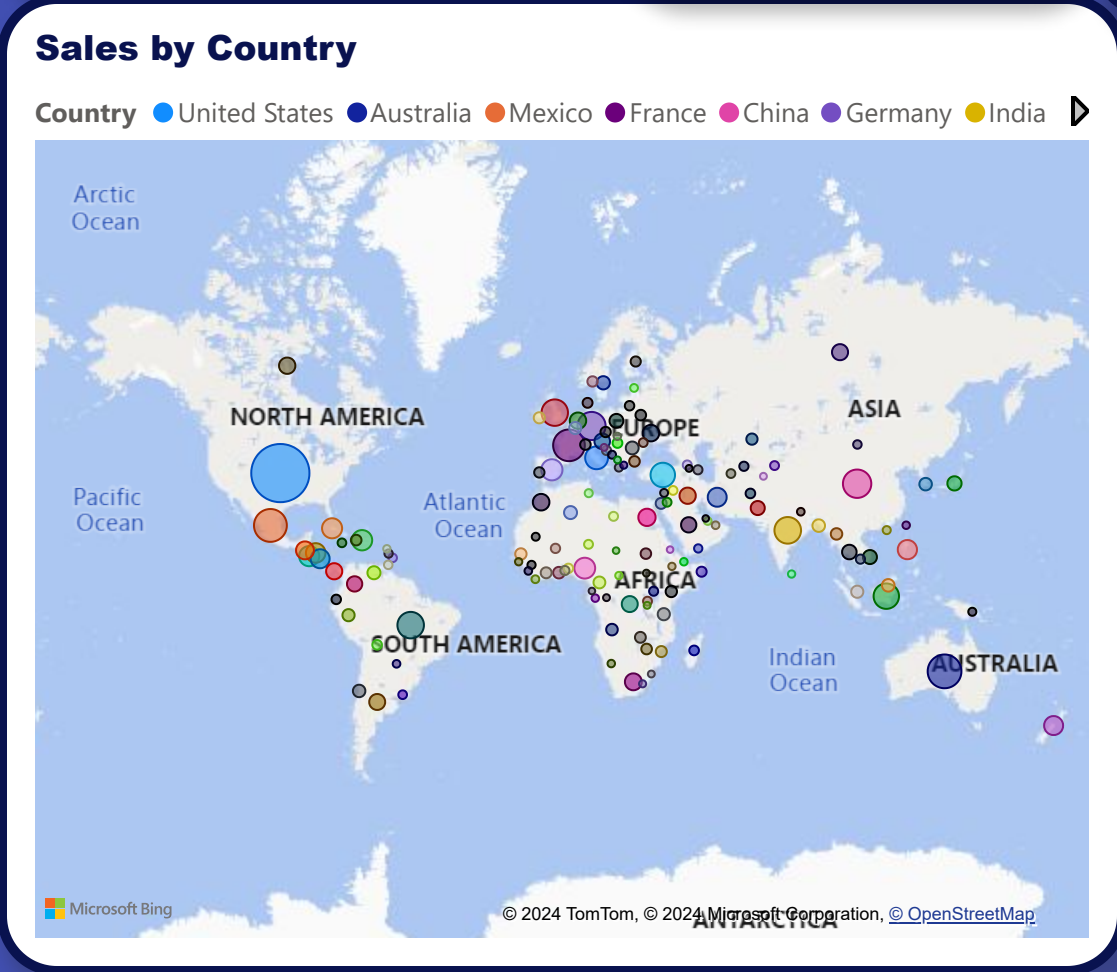 Sales by Country
Country United States Australia Mexico France China Germany India
Arctic
Ocean
NORTH AMERICA
EUROPE
ASIA
Pacific
Ocean
Atlantic
Ocean
AFRICA
SOUTH AMERICA
Indian
Ocean
AUSTRALIA
Microsoft Bing
© 2024 TomTom, © 2024 Microsoft Corporation, © OpenStreetMap
ANTARCTICA